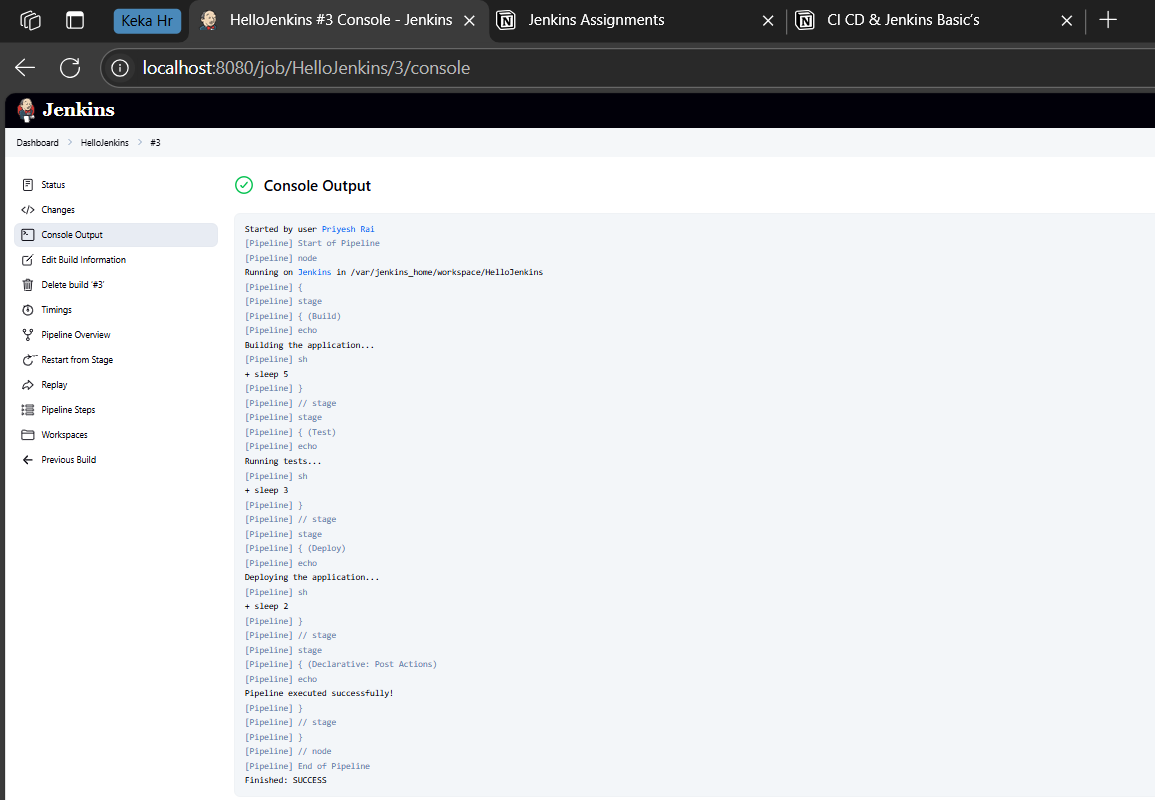 Keka Hr
HelloJenkins #3 Console - Jenkins
Jenkins Assignments
CI CD & Jenkins Basic's
localhost:8080/job/HelloJenkins/3/console
Jenkins
Dashboard > HelloJenkins > #3
Status
Changes
Console Output
Edit Build Information
Delete build '#3'
Timings
Pipeline Overview
Restart from Stage
Replay
Pipeline Steps
Workspaces
Previous Build
Console Output
Started by user Priyesh Rai
[Pipeline] Start of Pipeline
[Pipeline] node
Running on Jenkins in /var/jenkins_home/workspace/HelloJenkins
[Pipeline] {
[Pipeline] stage
[Pipeline] { (Build)
[Pipeline] echo
Building the application...
[Pipeline] sh
+ sleep 5
[Pipeline] }
[Pipeline] // stage
[Pipeline] stage
[Pipeline] { (Test)
[Pipeline] echo
Running tests...
[Pipeline] sh
+ sleep 3
[Pipeline] }
[Pipeline] // stage
[Pipeline] stage
[Pipeline] { (Deploy)
[Pipeline] echo
Deploying the application...
[Pipeline] sh
+ sleep 2
[Pipeline] }
[Pipeline] // stage
[Pipeline] stage
[Pipeline] { (Declarative: Post Actions)
[Pipeline] echo
Pipeline executed successfully!
[Pipeline] }
[Pipeline] // stage
[Pipeline] }
[Pipeline] // node
[Pipeline] End of Pipeline
Finished: SUCCESS